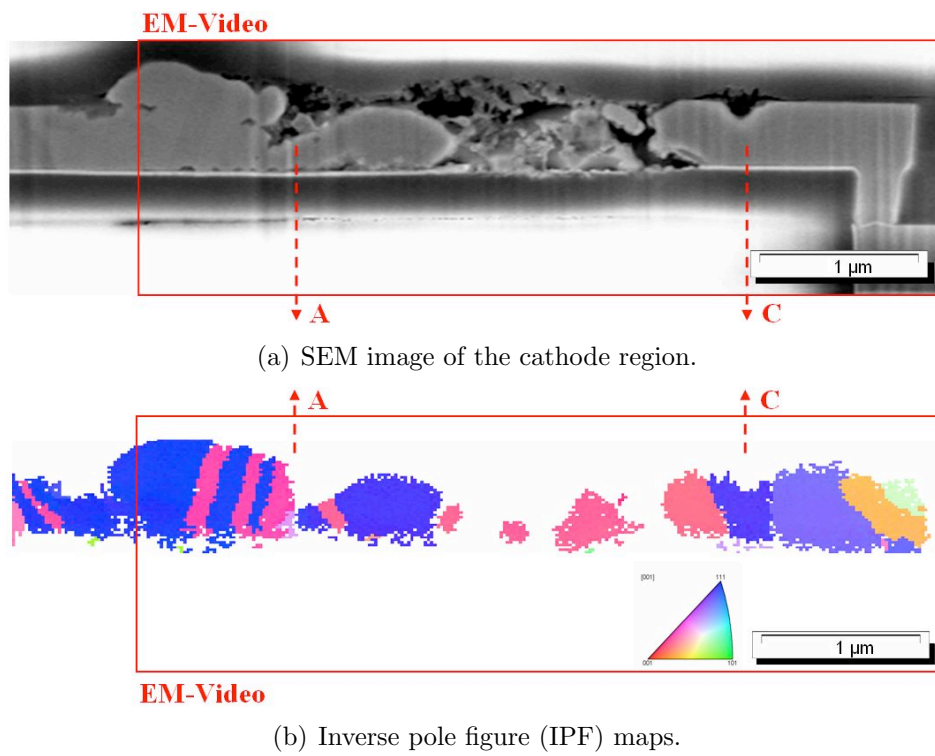 EM-Video
1 µm
A
C
(a) SEM image of the cathode region.
A
C
[001]
111
001
101
1 µm
EM-Video
(b) Inverse pole figure (IPF) maps.